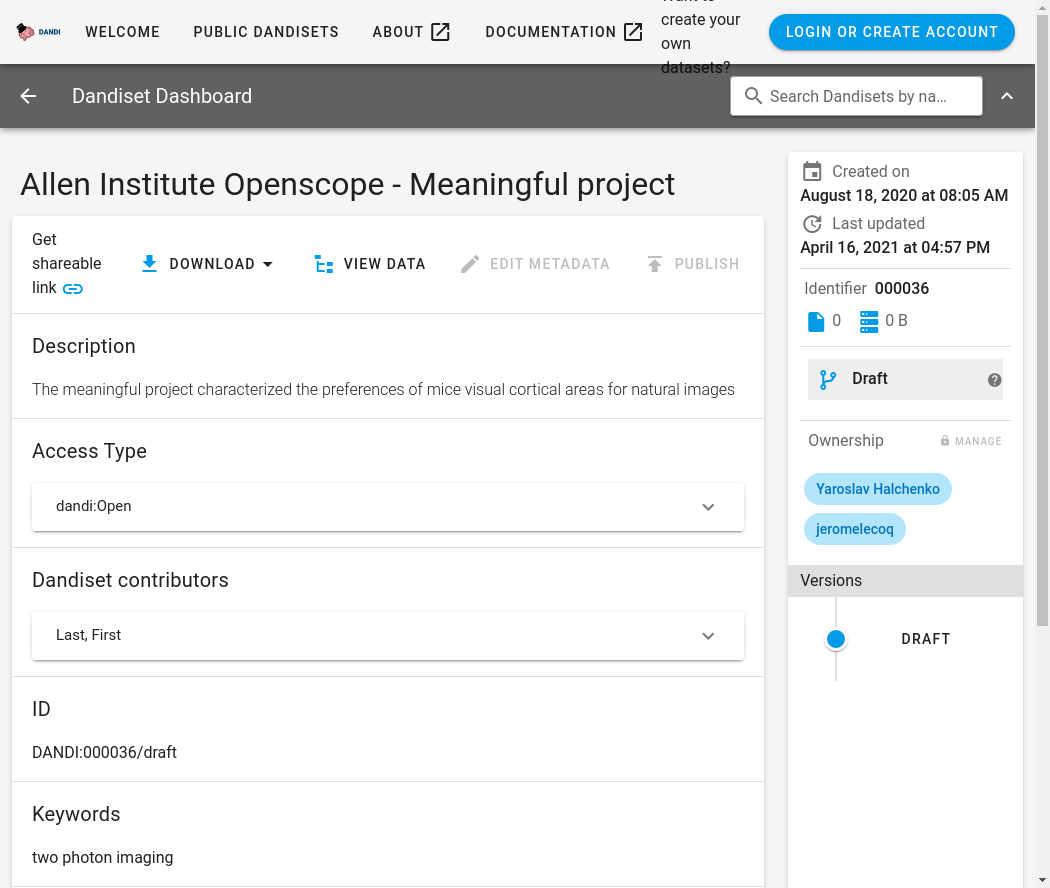 DANDI
WELCOME
PUBLIC DANDISETS
ABOUT
DOCUMENTATION
create your
own
datasets?
LOGIN OR CREATE ACCOUNT
Dandiset Dashboard
Search Dandisets by na…
Allen Institute Openscope - Meaningful project
Get
shareable
link
DOWNLOAD
VIEW DATA
EDIT METADATA
PUBLISH
Description
The meaningful project characterized the preferences of mice visual cortical areas for natural images
Access Type
dandi:Open
Dandiset contributors
Last, First
ID
DANDI:000036/draft
Keywords
two photon imaging
Created on
August 18, 2020 at 08:05 AM
Last updated
April 16, 2021 at 04:57 PM
Identifier 000036
0
0 B
Draft
Ownership
MANAGE
Yaroslav Halchenko
jeromelecoq
Versions
DRAFT